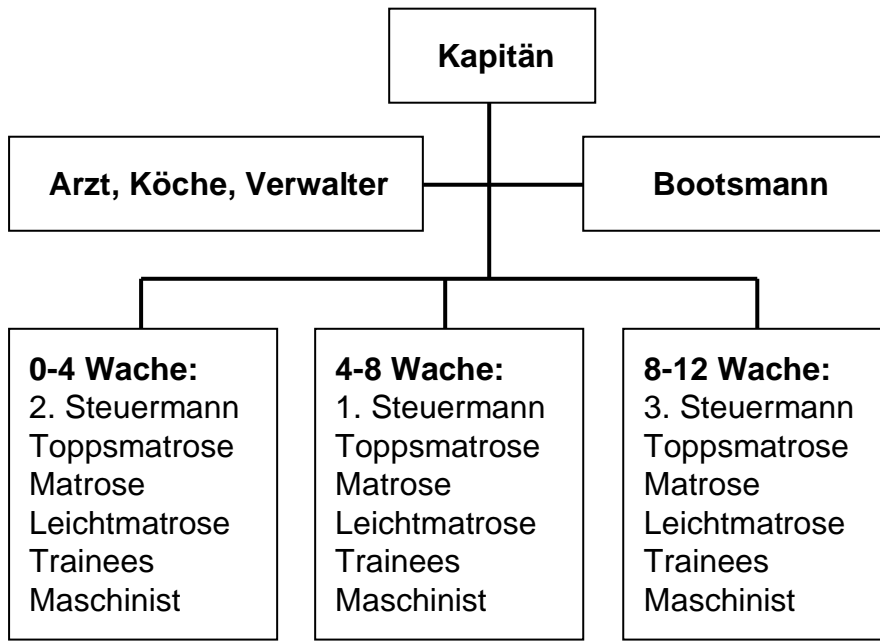 Kapitän
Arzt, Köche, Verwalter
Bootsmann
0-4 Wache:
2. Steuermann
Toppsmatrose
Matrose
Leichtmatrose
Trainees
Maschinist
4-8 Wache:
1. Steuermann
Toppsmatrose
Matrose
Leichtmatrose
Trainees
Maschinist
8-12 Wache:
3. Steuermann
Toppsmatrose
Matrose
Leichtmatrose
Trainees
Maschinist